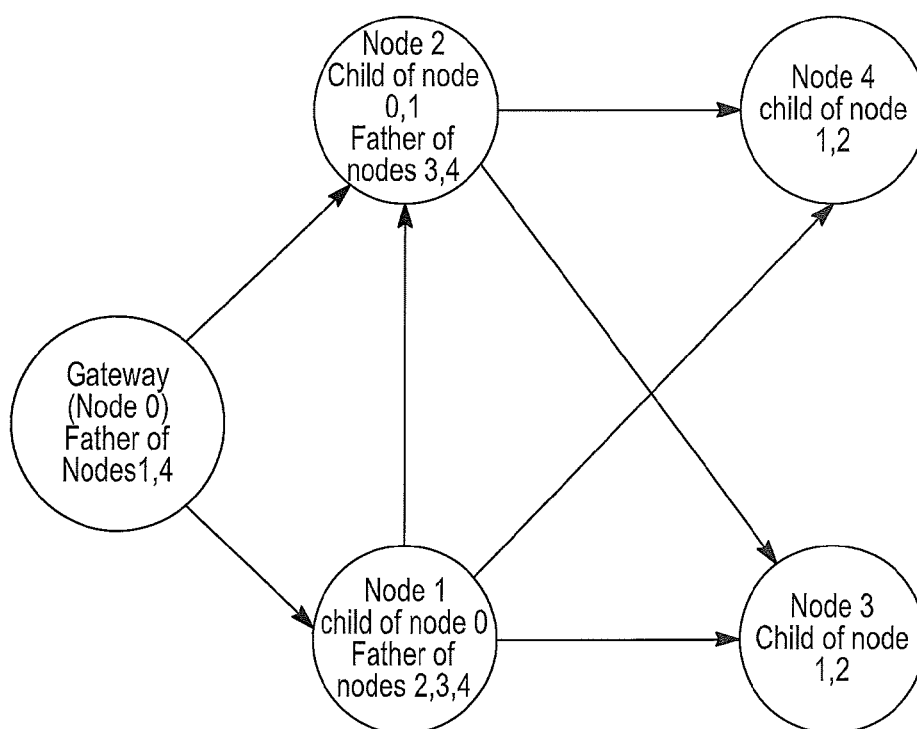 Node 2
Child of node
0,1
Father of
nodes 3,4
Node 4
child of node
1,2
Gateway
(Node 0)
Father of
Nodes1,4
Node 1
child of node 0
Father of
nodes 2,3,4
Node 3
Child of node
1,2